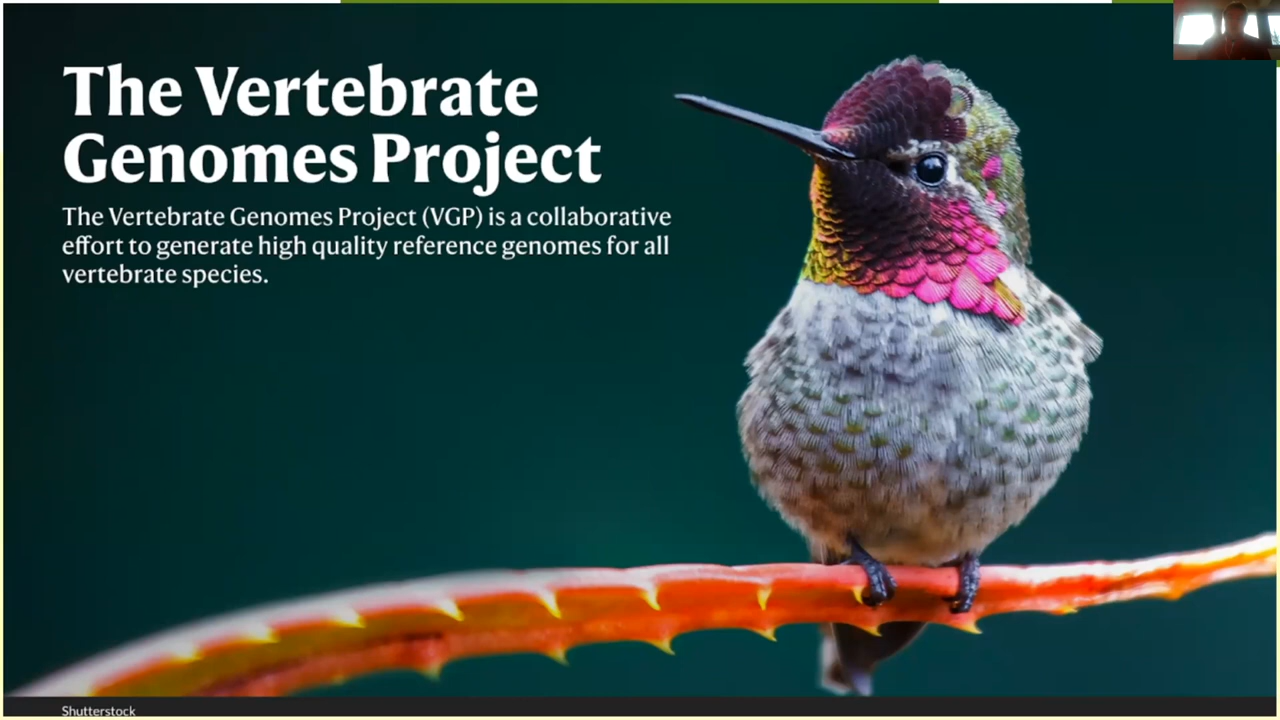 The Vertebrate
Genomes Project
The Vertebrate Genomes Project (VGP) is a collaborative
effort to generate high quality reference genomes for all
vertebrate species.
Shutterstock